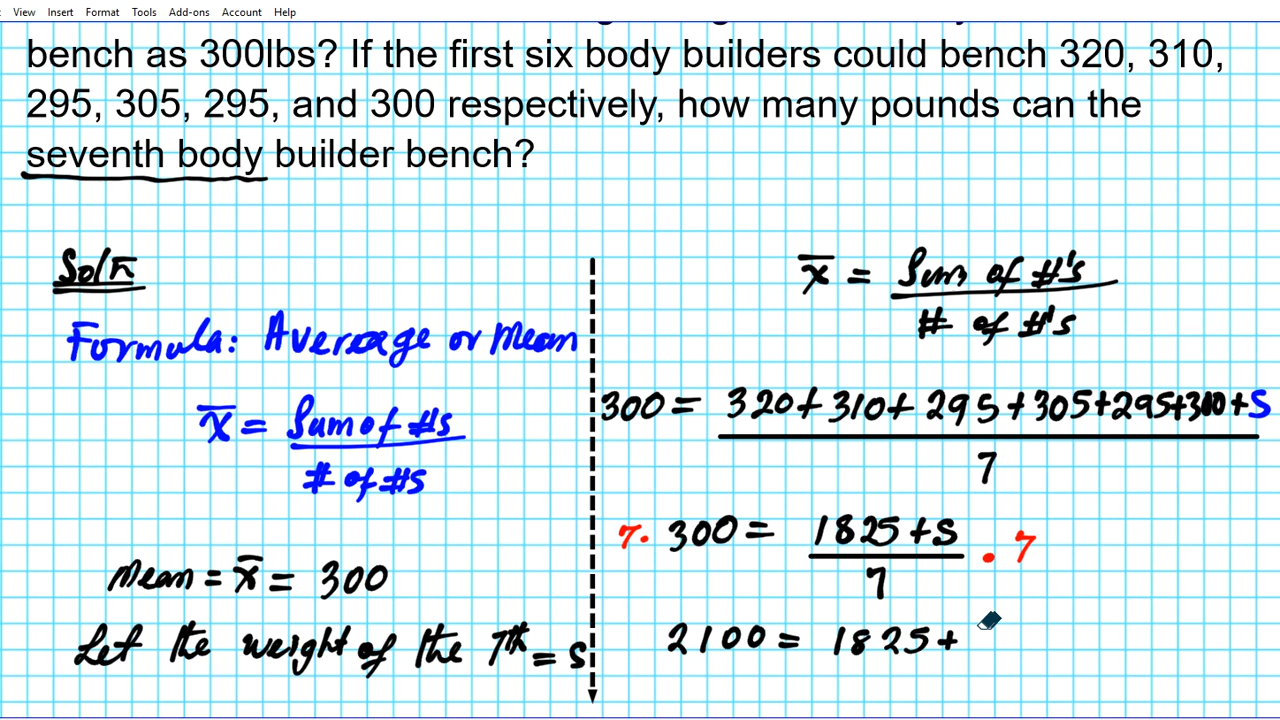 View Insert Format Tools Add-ons Account Help
bench as 300lbs? If the first six body builders could bench 320, 310,
295, 305, 295, and 300 respectively, how many pounds can the
seventh body builder bench?
Soln
Formula: Average or Mean
x̅ = Sum of #s
# of #s
Mean = x̅ = 300
Let the weight of the 7th = S
x̅ = Sum of #'s
# of #'s
300 = 320+310+295+305+295+300+S
7
7. 300 = 1825+S . 7
7
2100 = 1825+